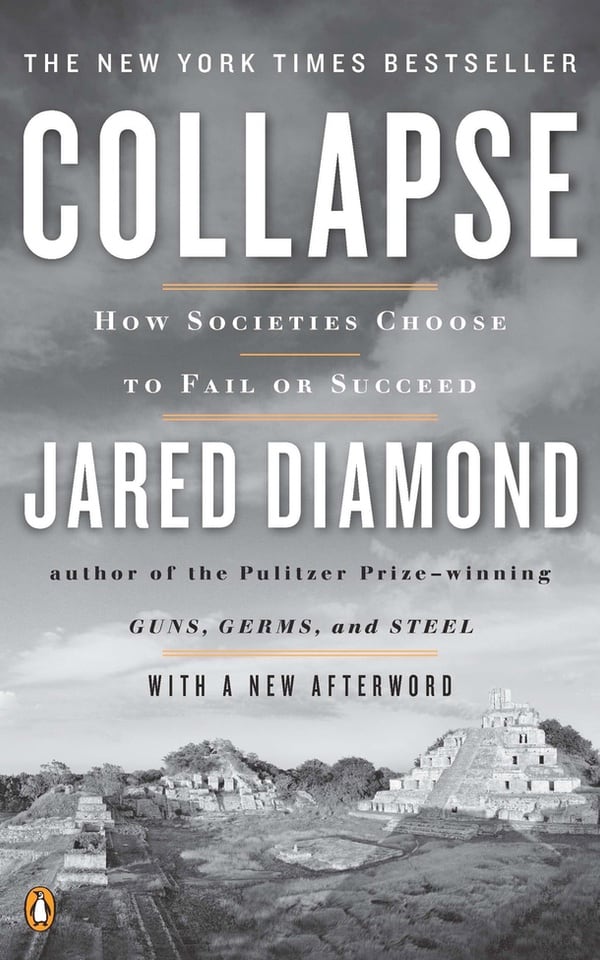 THE NEW YORK TIMES BESTSELLER
COLLAPSE
HOW SOCIETIES CHOOSE
TO FAIL OR SUCCEED
JARED DIAMOND
author of the Pulitzer Prize–winning
GUNS, GERMS, and STEEL
WITH A NEW AFTERWORD